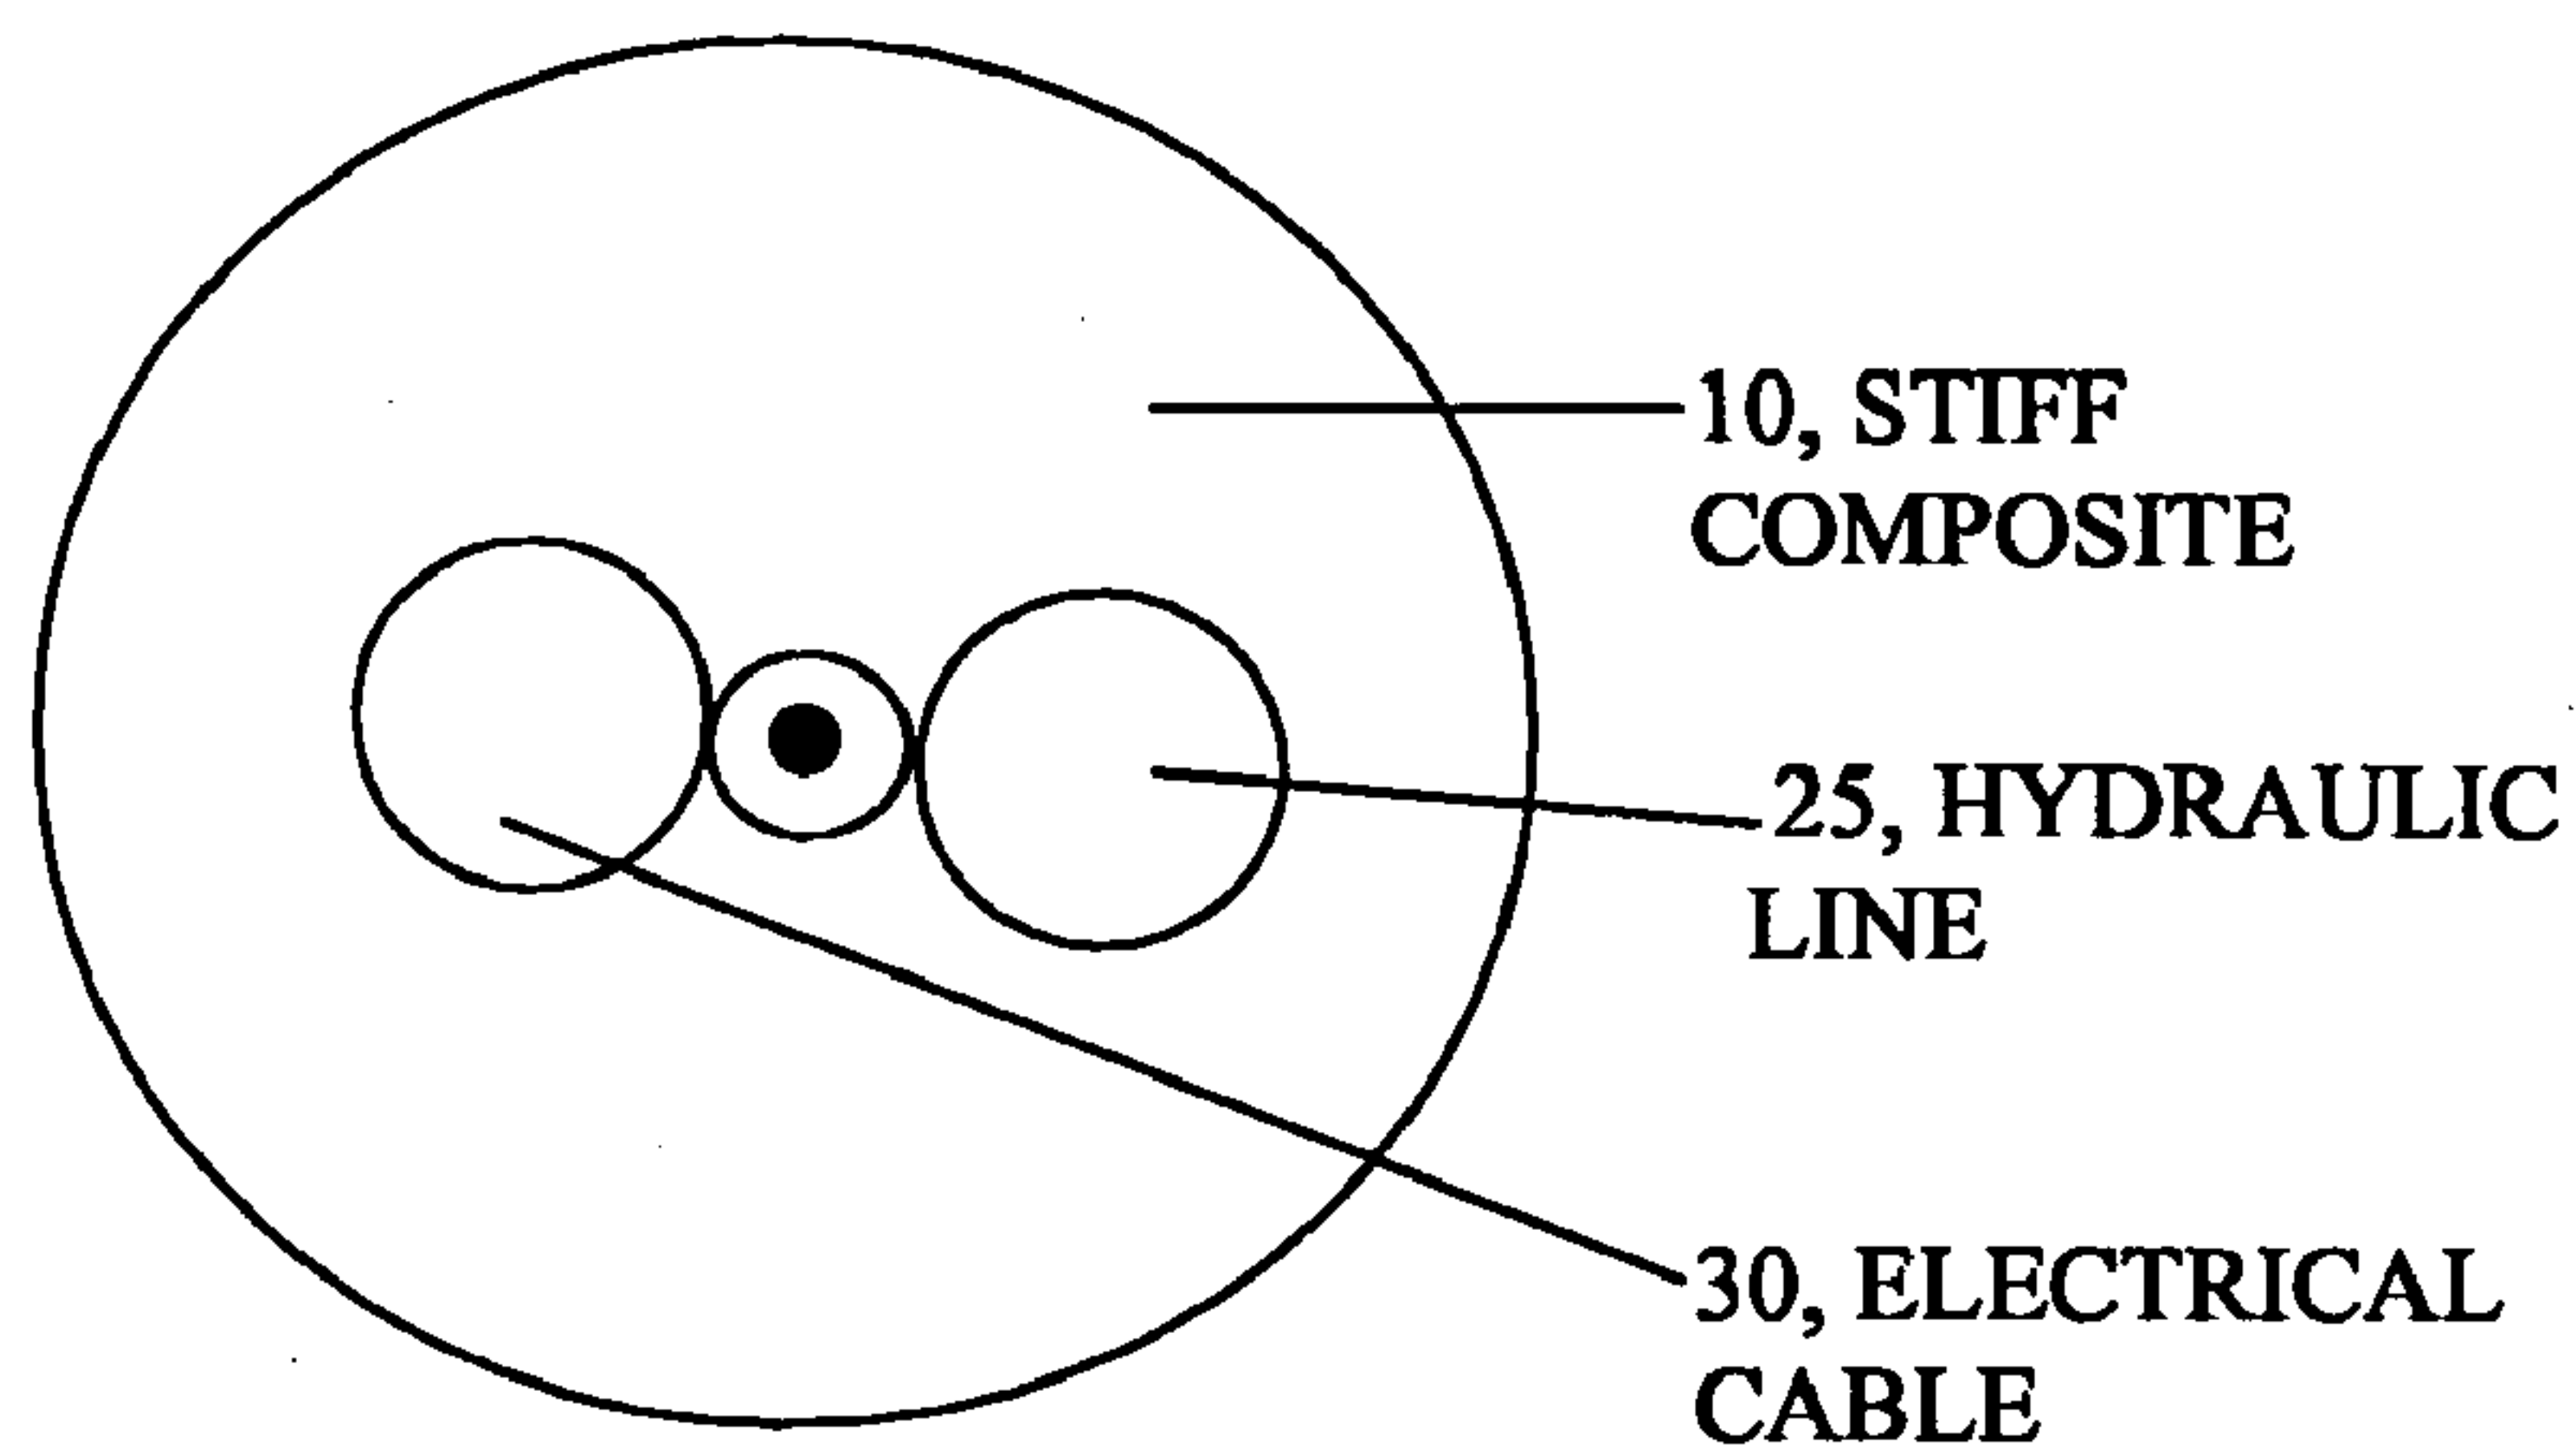 10, STIFF
COMPOSITE
25, HYDRAULIC
LINE
30, ELECTRICAL
CABLE